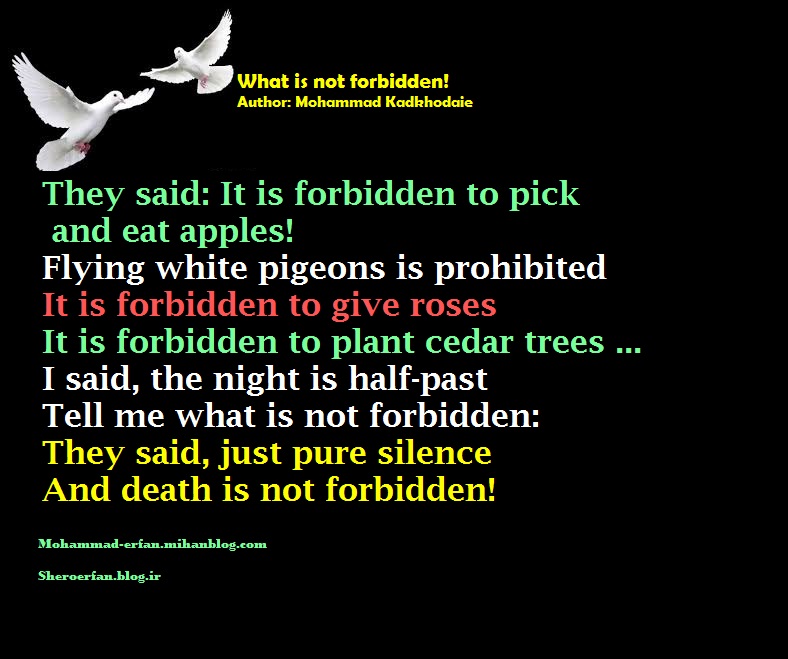 What is not forbidden!
Author: Mohammad Kadkhodaie
They said: It is forbidden to pick
and eat apples!
Flying white pigeons is prohibited
It is forbidden to give roses
It is forbidden to plant cedar trees ...
I said, the night is half-past
Tell me what is not forbidden:
They said, just pure silence
And death is not forbidden!
Mohammad-erfan.mihanblog.com
Sheroerfan.blog.ir